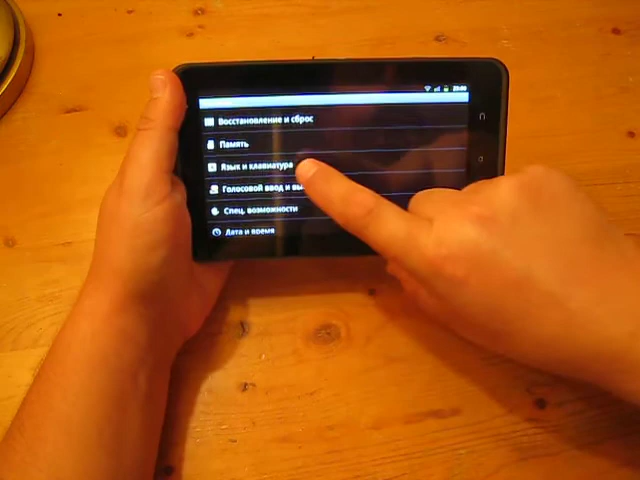 Восстановление и сброс
Память
Язык и клавиатура
Голосовой ввод и вы
Спец. возможности
Дата и время